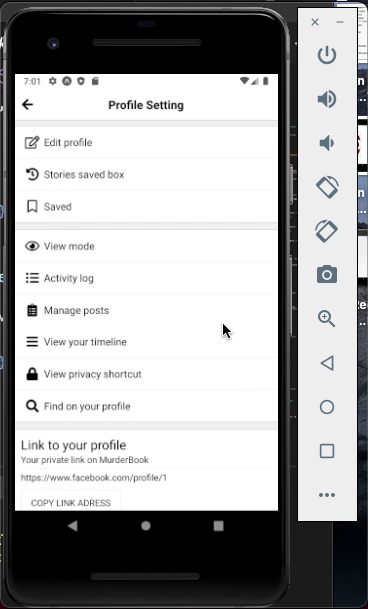 7:01
Profile Setting
Edit profile
Stories saved box
Saved
View mode
Activity log
Manage posts
View your timeline
View privacy shortcut
Find on your profile
Link to your profile
Your private link on MurderBook
https://www.facebook.com/profile/1
COPY LINK ADRESS